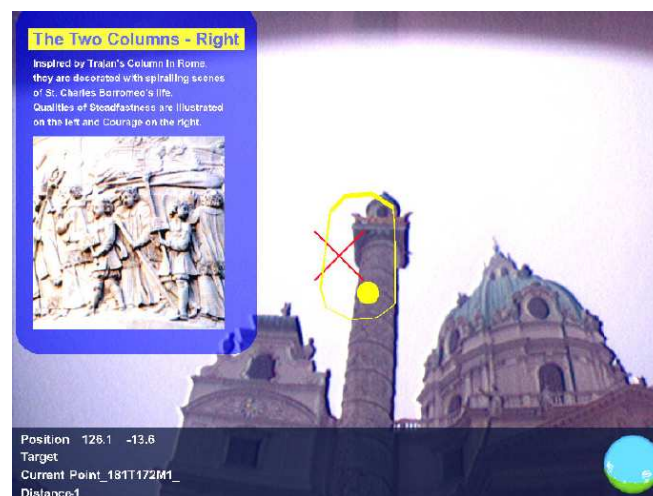 The Two Columns - Right
Inspired by Trajan's Column in Rome,
they are decorated with spiralling scenes
of St. Charles Borromeo's life.
Qualities of Steadfastness are illustrated
on the left and Courage on the right.
Position 126.1 -13.6
Target
Current Point_181T172M1_
Distance-1